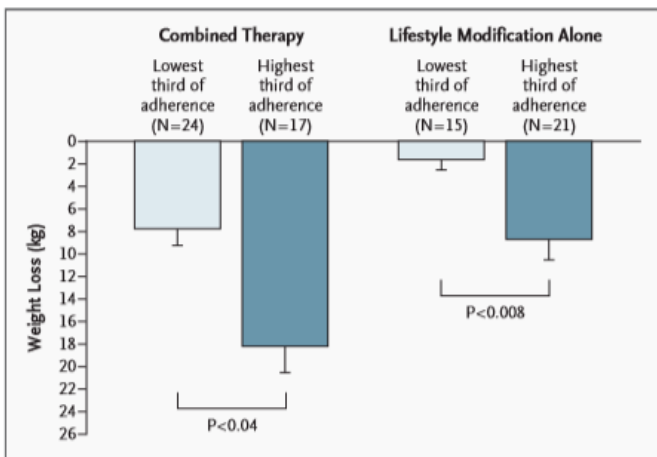 Combined Therapy
Lifestyle Modification Alone
Lowest
third of
adherence
(N=24)
Highest
third of
adherence
(N=17)
Lowest
third of
adherence
(N=15)
Highest
third of
adherence
(N=21)
Weight Loss (kg)
0
2
4
6
8
10
12
14
16
18
20
22
24
26
P<0.04
P<0.008